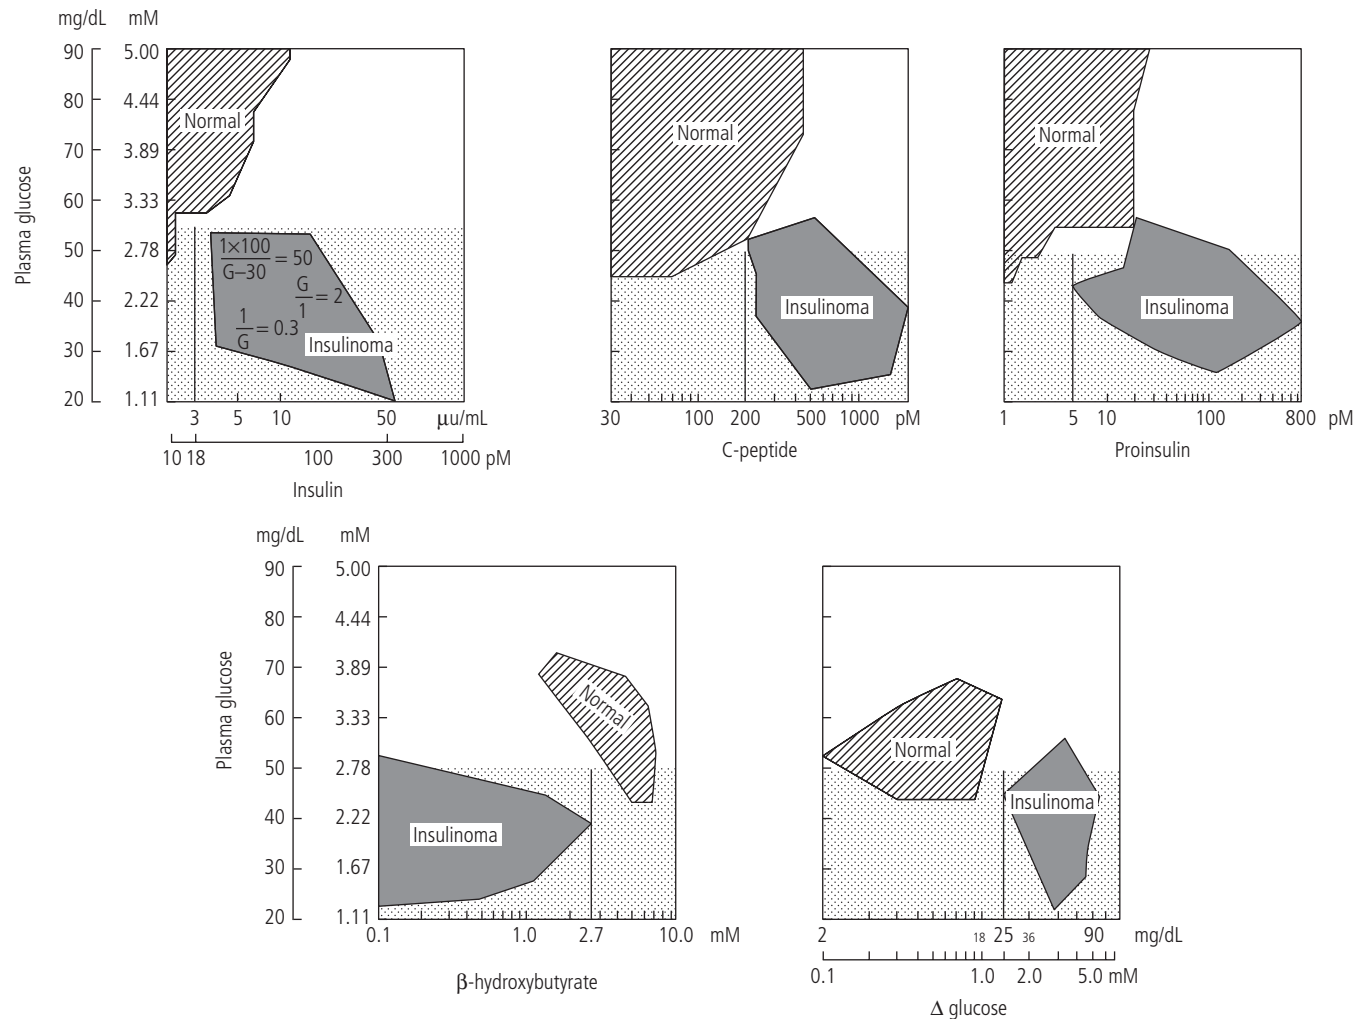 mg/dL mM
90 5.00
80 4.44
70 3.89
60 3.33
50 2.78
40 2.22
30 1.67
20 1.11
Plasma glucose
Normal
1×100
G–30 = 50
G
1 = 2
1
G = 0.3
Insulinoma
3 5 10 50 μu/mL
10 18 100 300 1000 pM
Insulin
Normal
Insulinoma
30 100 200 500 1000 pM
C-peptide
Normal
Insulinoma
1 5 10 100 800 pM
Proinsulin
mg/dL mM
90 5.00
80 4.44
70 3.89
60 3.33
50 2.78
40 2.22
30 1.67
20 1.11
Plasma glucose
Normal
Insulinoma
0.1 1.0 2.7 10.0 mM
β-hydroxybutyrate
Normal
Insulinoma
2 18 25 36 90 mg/dL
0.1 1.0 2.0 5.0 mM
Δ glucose